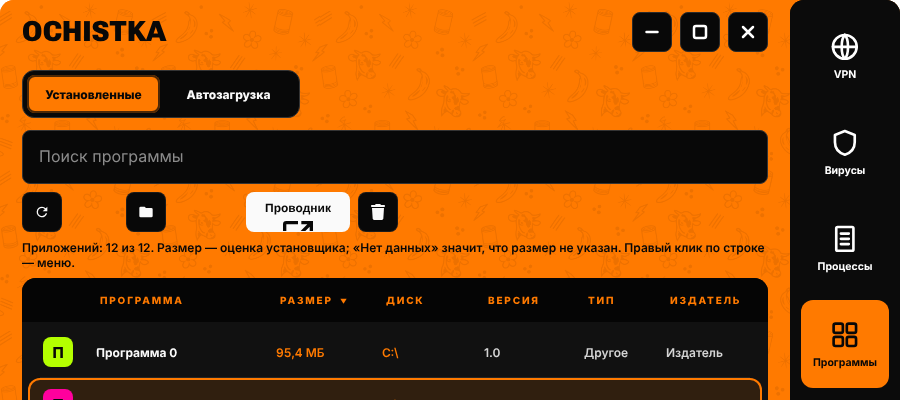 OCHISTKA
Установленные
Автозагрузка
Поиск программы
Проводник
Приложений: 12 из 12. Размер — оценка установщика; «Нет данных» значит, что размер не указан. Правый клик по строке
— меню.
ПРОГРАММА РАЗМЕР ▼ ДИСК ВЕРСИЯ ТИП ИЗДАТЕЛЬ
П Программа 0 95,4 МБ C:\ 1.0 Другое Издатель
VPN
Вирусы
Процессы
Программы